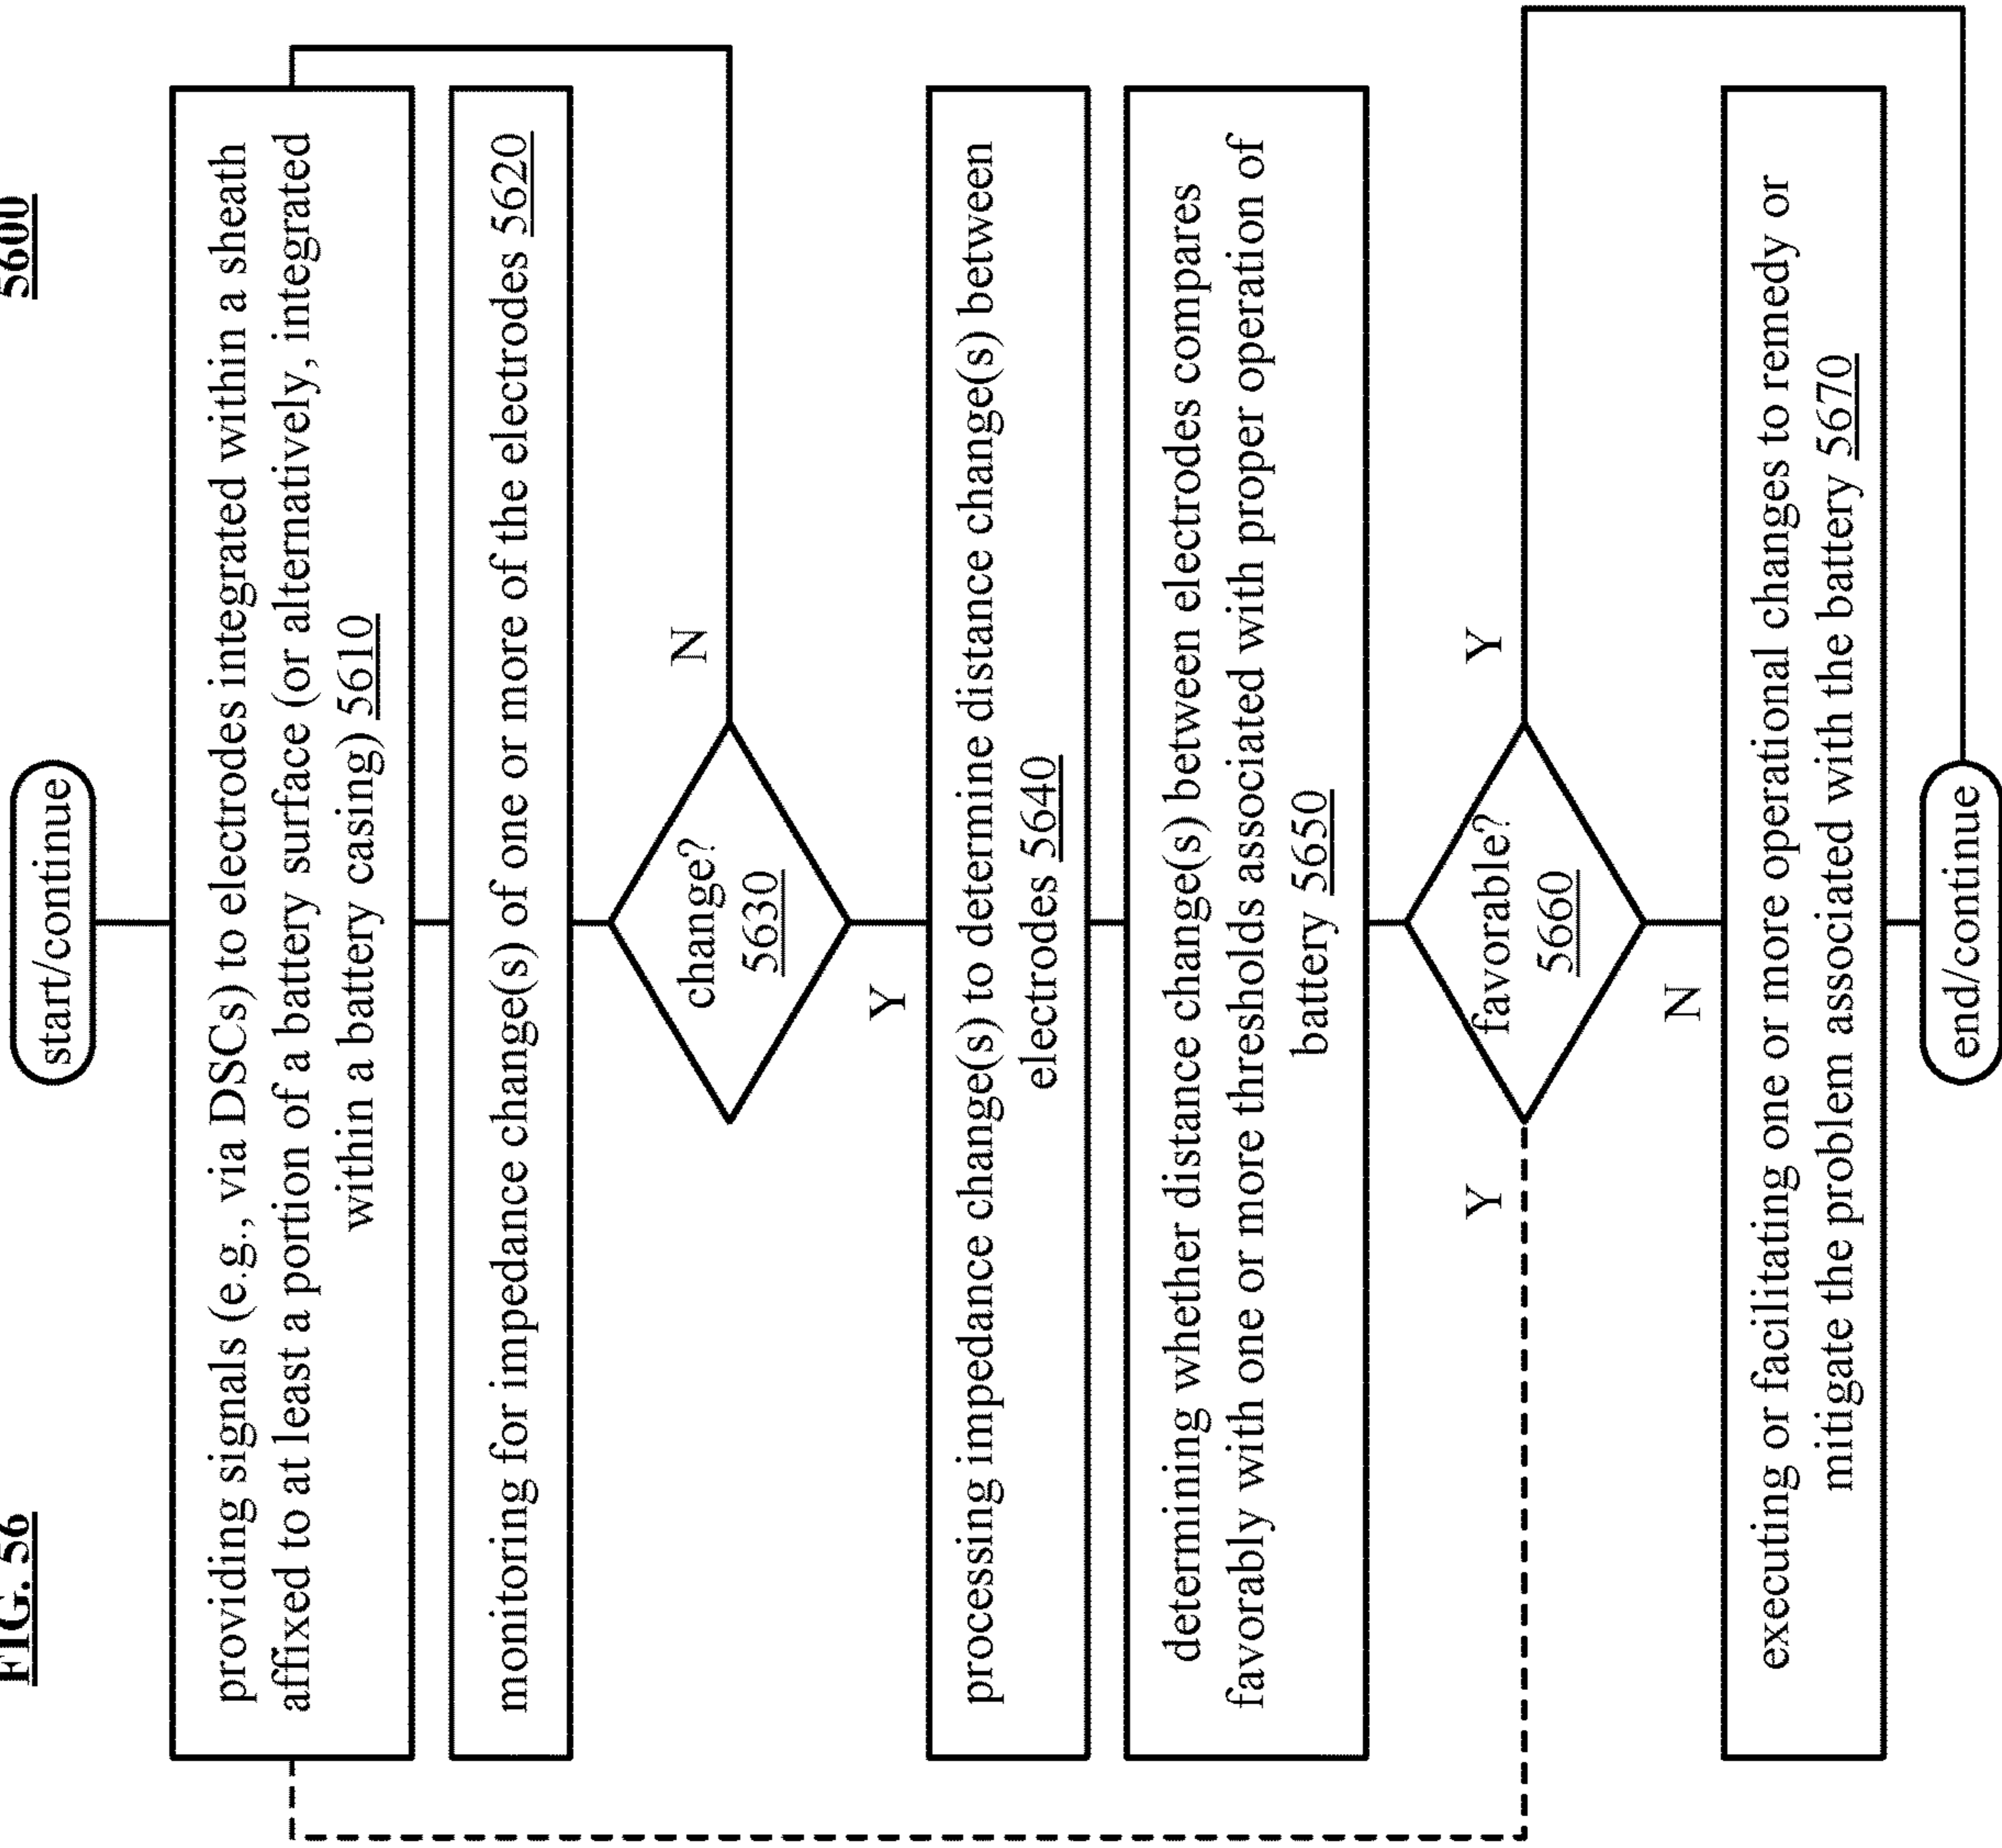 FIG. 56
5600
start/continue
providing signals (e.g., via DSCs) to electrodes integrated within a sheath
affixed to at least a portion of a battery surface (or alternatively, integrated
within a battery casing) 5610
monitoring for impedance change(s) of one or more of the electrodes 5620
change?
5630
N
Y
processing impedance change(s) to determine distance change(s) between
electrodes 5640
determining whether distance change(s) between electrodes compares
favorably with one or more thresholds associated with proper operation of
battery 5650
favorable?
5660
Y
Y
N
executing or facilitating one or more operational changes to remedy or
mitigate the problem associated with the battery 5670
end/continue